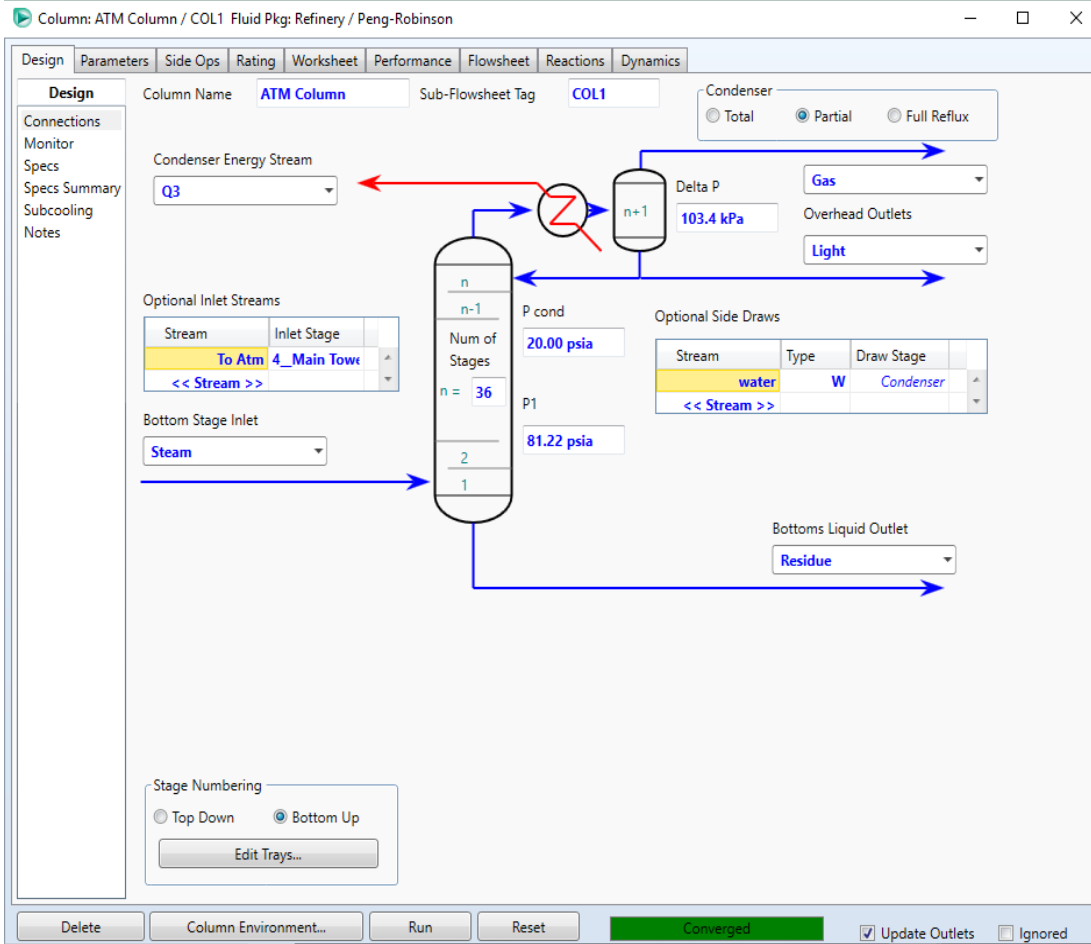 Column: ATM Column / COL1 Fluid Pkg: Refinery / Peng-Robinson
Design Parameters Side Ops Rating Worksheet Performance Flowsheet Reactions Dynamics
Design
Connections
Monitor
Specs
Specs Summary
Subcooling
Notes
Column Name ATM Column Sub-Flowsheet Tag COL1
Condenser
Total Partial Full Reflux
Condenser Energy Stream
Q3
n+1
Delta P
103.4 kPa
Gas
Overhead Outlets
Light
Optional Inlet Streams
Stream Inlet Stage
To Atm 4__Main Towe
<< Stream >>
Bottom Stage Inlet
Steam
n
n-1
Num of
Stages
n = 36
2
1
P cond
20.00 psia
P1
81.22 psia
Optional Side Draws
Stream Type Draw Stage
water W Condenser
<< Stream >>
Bottoms Liquid Outlet
Residue
Stage Numbering
Top Down Bottom Up
Edit Trays...
Delete Column Environment... Run Reset Converged Update Outlets Ignored